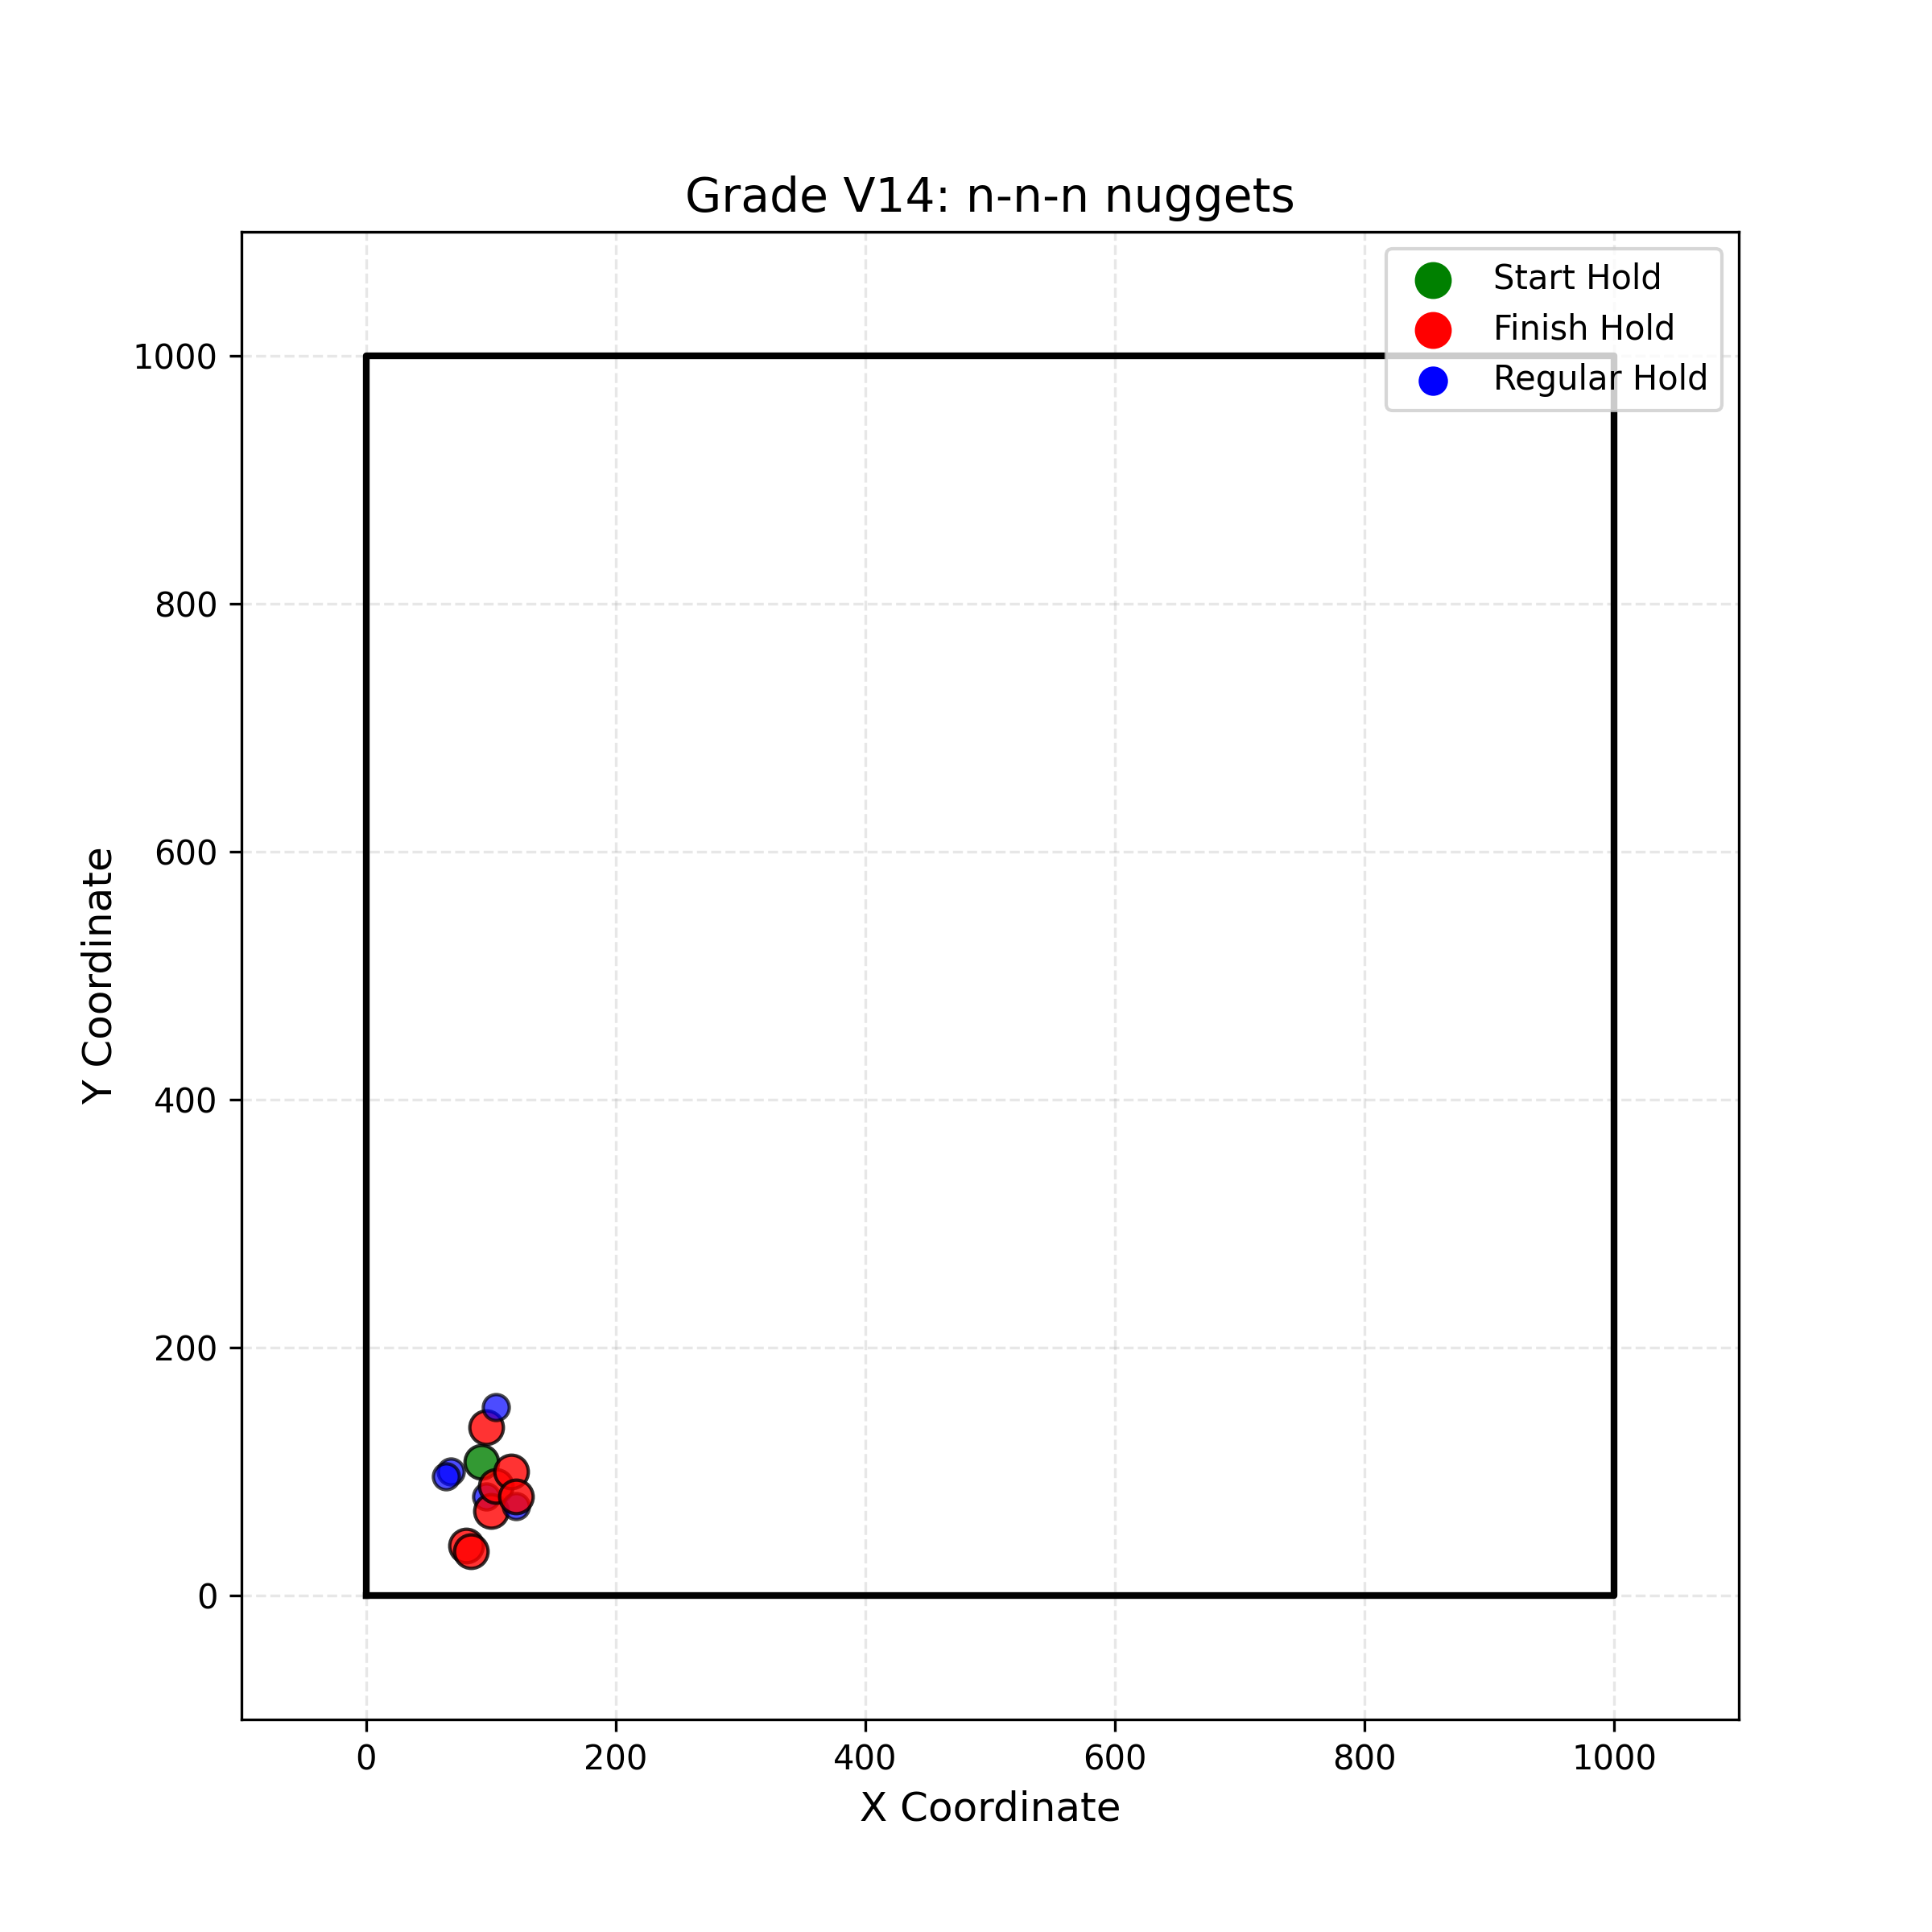 Grade V14: n-n-n nuggets
Start Hold
Finish Hold
Regular Hold
1000
800
600
400
200
0
Y Coordinate
0 200 400 600 800 1000
X Coordinate